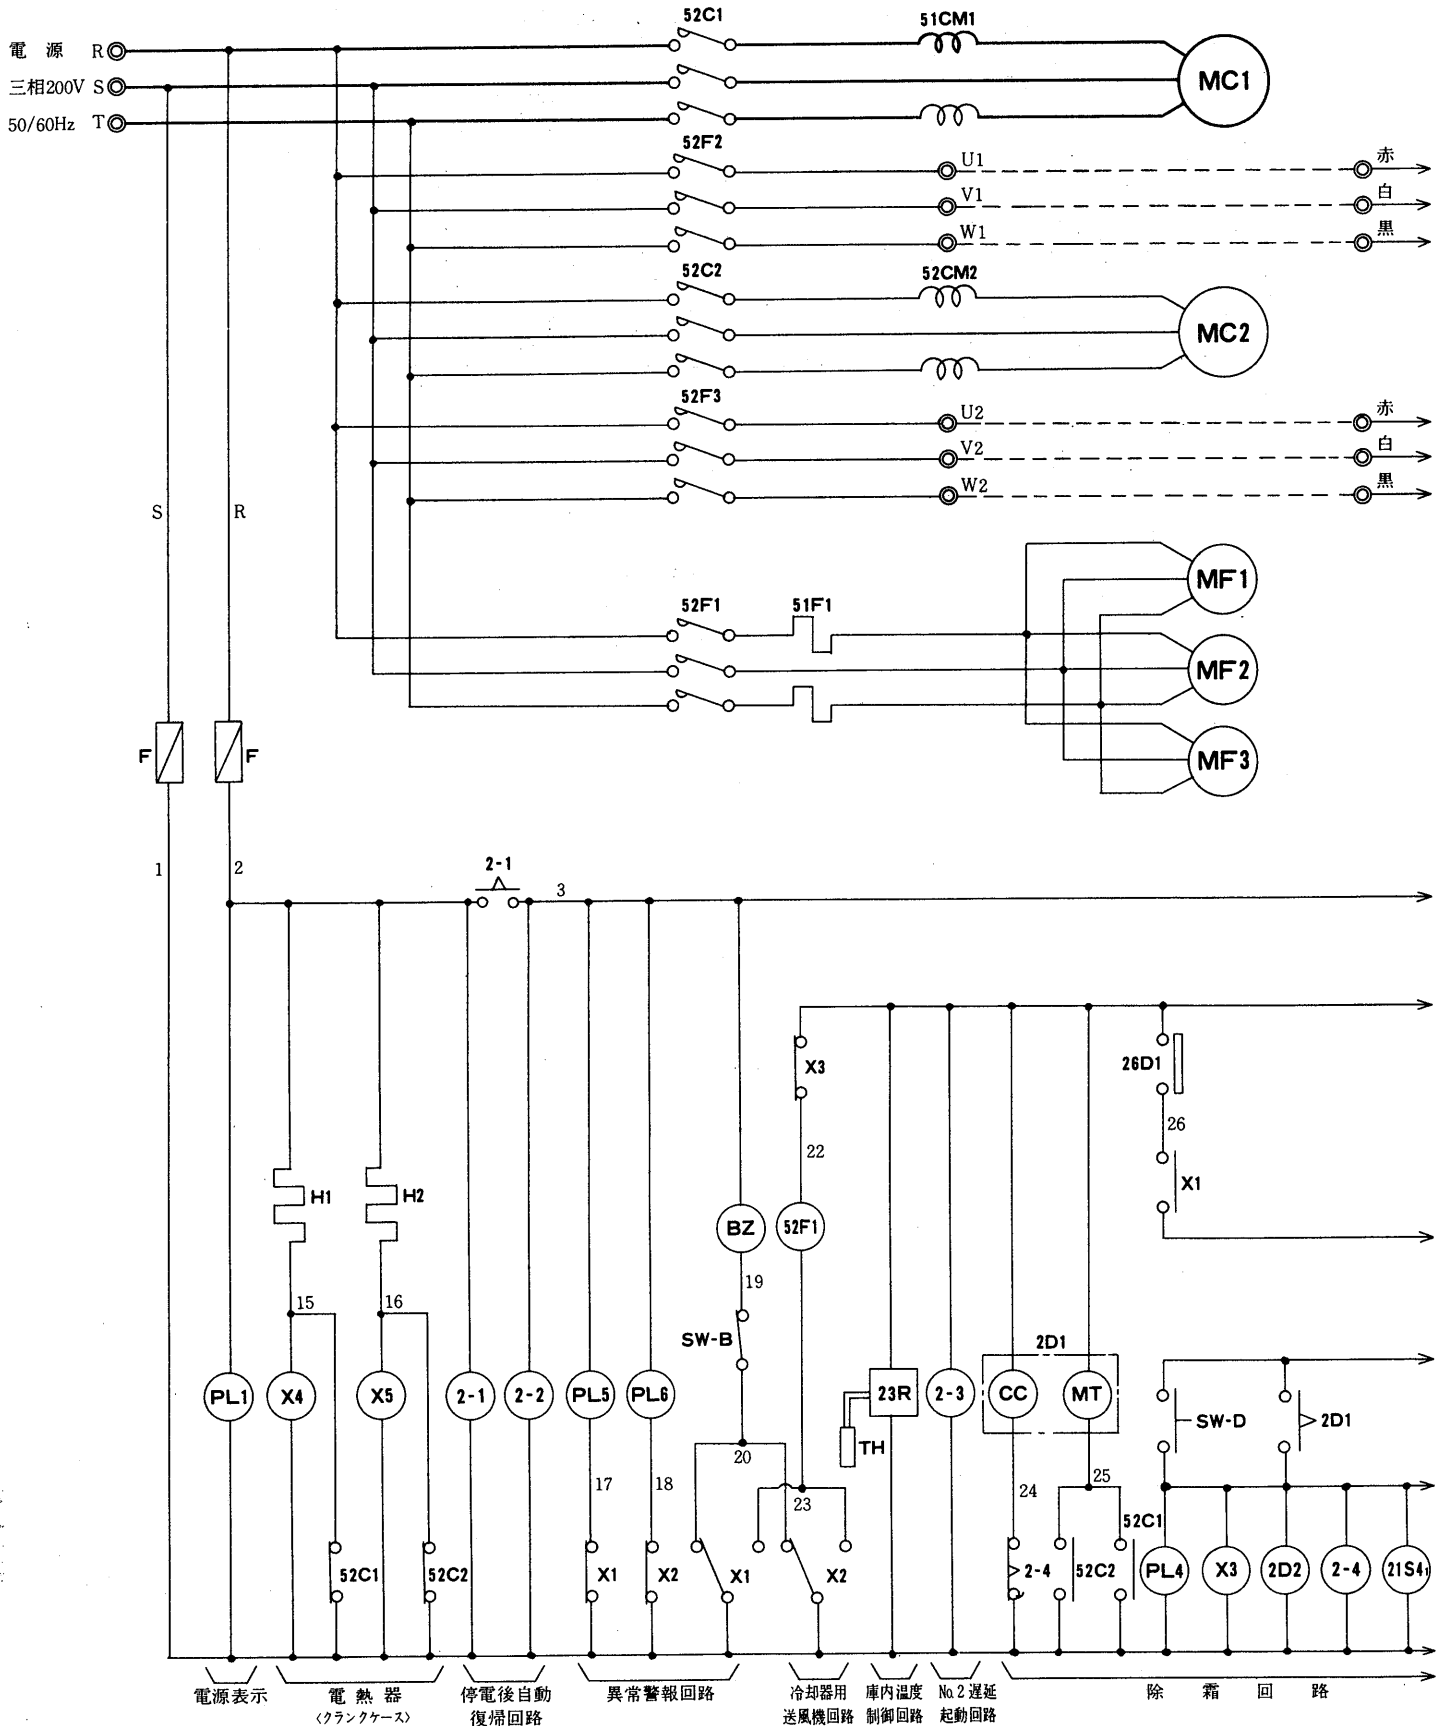 52C1
51CM1
電 源 R
三相200V S
50/60Hz T
MC1
52F2
U1
赤
V1
白
W1
黒
52C2
52CM2
MC2
52F3
U2
赤
V2
白
W2
黒
S
R
52F1
51F1
MF1
MF2
MF3
F
F
1
2
2-1
3
X3
26D1
22
26
X1
H1
H2
BZ
52F1
19
15
16
SW-B
2D1
PL1
X4
X5
2-1
2-2
PL5
PL6
23R
2-3
CC
MT
SW-D
2D1
TH
20
17
18
23
24
25
52C1
52C1
52C2
X1
X2
X1
X2
2-4
52C2
PL4
X3
2D2
2-4
21S4₁
電源表示
電 熱 器
〈クランクケース〉
停電後自動
復帰回路
異常警報回路
冷却器用
送風機回路
庫内温度
制御回路
No.2 遅延
起動回路
除 霜 回 路